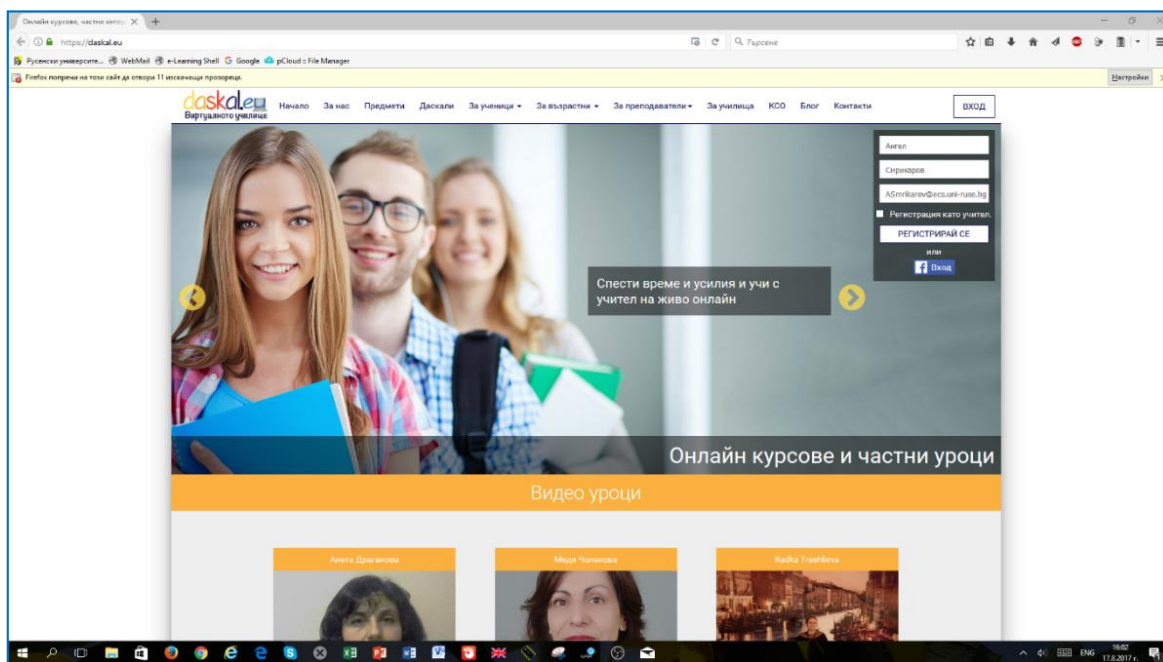 Онлайн курсове, частни
https://daskal.eu
Търсене
Русенски университе...
WebMail
e-Learning Shell
Google
pCloud :: File Manager
Firefox попречи на този сайт да отвори 11 изскачащи прозореца.
Настройки
daskal.eu
Виртуалното училище
Начало За нас Предмети Даскали За ученици За възрастни За преподаватели За училища КСО Блог Контакти
ВХОД
Ангел
ASmrikarov@ecs.uni-ruse.bg
Регистрация като учител.
РЕГИСТРИРАЙ СЕ
или
Вход
Спести време и усилия и учи с
учител на живо онлайн
Онлайн курсове и частни уроци
Видео уроци
Анета Драганова
Меди
Radka
ENG
16:02
17.8.2017 г.